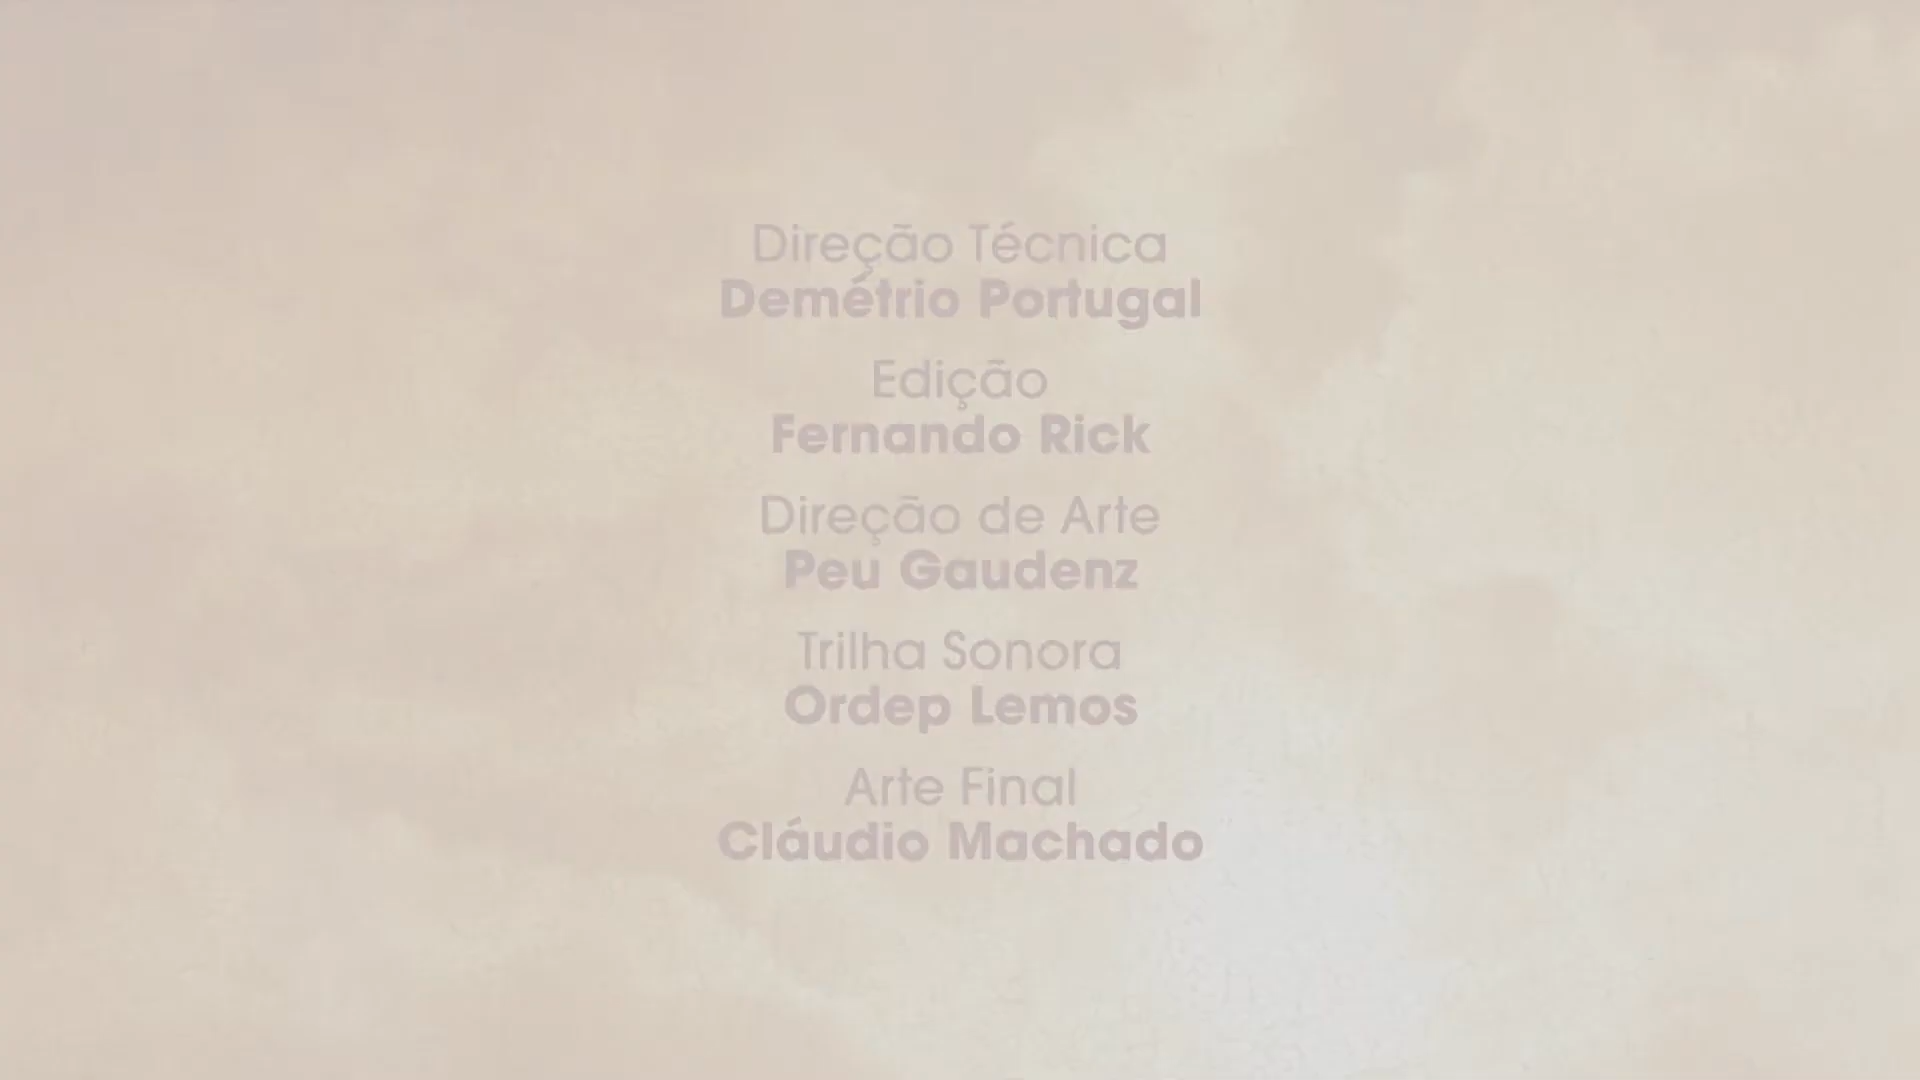 Direção Técnica
Demétrio Portugal
Edição
Fernando Rick
Direção de Arte
Peu Gaudenz
Trilha Sonora
Ordep Lemos
Arte Final
Cláudio Machado